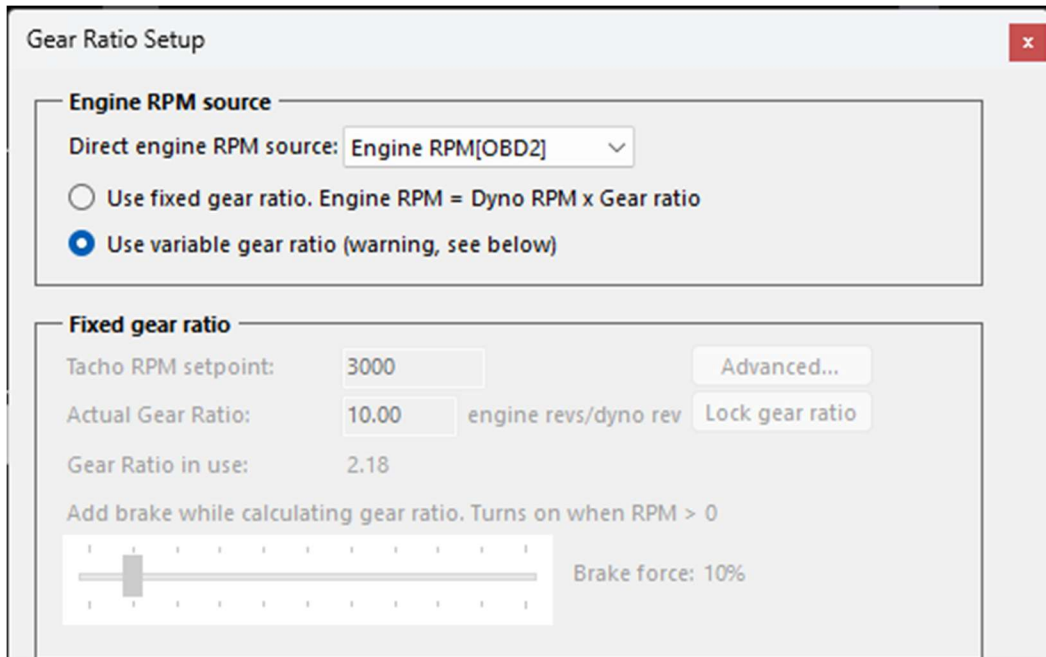 Gear Ratio Setup
x
Engine RPM source
Direct engine RPM source: Engine RPM[OBD2]
Use fixed gear ratio. Engine RPM = Dyno RPM x Gear ratio
Use variable gear ratio (warning, see below)
Fixed gear ratio
Tacho RPM setpoint: 3000 Advanced...
Actual Gear Ratio: 10.00 engine revs/dyno rev Lock gear ratio
Gear Ratio in use: 2.18
Add brake while calculating gear ratio. Turns on when RPM > 0
Brake force: 10%